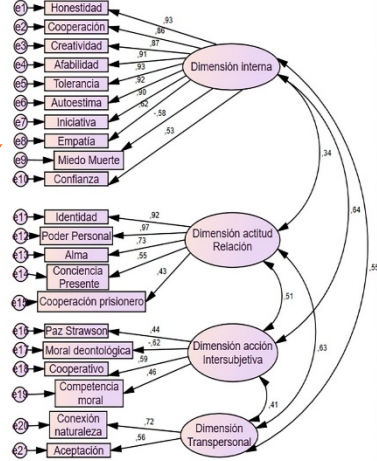 e1 Honestidad
e2 Cooperación
e3 Creatividad
e4 Afabilidad
e5 Tolerancia
e6 Autoestima
e7 Iniciativa
e8 Empatía
e9 Miedo Muerte
e10 Confianza
,93
,86
,87
,91
,93
,92
,90
,62
-,58
,53
Dimensión interna
e11 Identidad
e12 Poder Personal
e13 Alma
e14 Conciencia
Presente
e15 Cooperación prisionero
,92
,97
,73
,55
,43
Dimensión actitud
Relación
e16 Paz Strawson
e17 Moral deontológica
e18 Cooperativo
e19 Competencia
moral
,44
-,62
,59
,46
Dimensión acción
Intersubjetiva
e20 Conexión
naturaleza
e21 Aceptación
,72
,56
Dimensión
Transpersonal
,34
,64
,55
,51
,63
,41